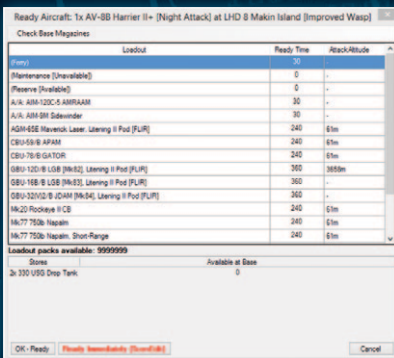 Ready Aircraft: 1x AV-8B Harrier II+ [Night Attack] at LHD 8 Makin Island [Improved Wasp]
Check Base Magazines
Loadout Ready Time Attack Altitude
(Ferry) 30 -
(Maintenance [Unavailable]) 0 -
(Reserve [Available]) 0 -
A/A: AIM-120C-5 AMRAAM 30 -
A/A: AIM-9M Sidewinder 30 -
AGM-65E Maverick Laser, Litening II Pod [FLIR] 240 61m
CBU-59/B APAM 240 61m
CBU-78/B GATOR 240 61m
GBU-12D/B LGB [Mk82], Litening II Pod [FLIR] 360 3658m
GBU-16B/B LGB [Mk83], Litening II Pod [FLIR] 360 -
GBU-32(V)2/B JDAM [Mk84], Litening II Pod [FLIR] 360 -
Mk20 Rockeye II CB 240 61m
Mk77 750lb Napalm 240 61m
Mk77 750lb Napalm, Short-Range 240 61m
Loadout packs available: 9999999
Stores Available at Base
2x 330 USG Drop Tank 0
OK - Ready Ready Immediately [ScenEdit] Cancel